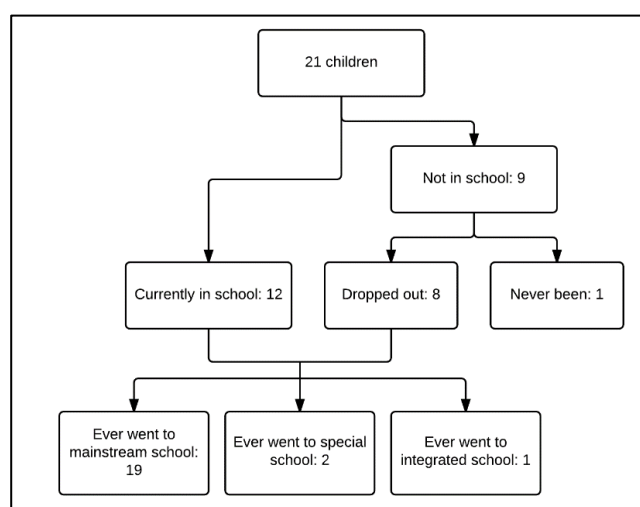 21 children
Not in school: 9
Currently in school: 12
Dropped out: 8
Never been: 1
Ever went to
mainstream school:
19
Ever went to special
school: 2
Ever went to
integrated school: 1